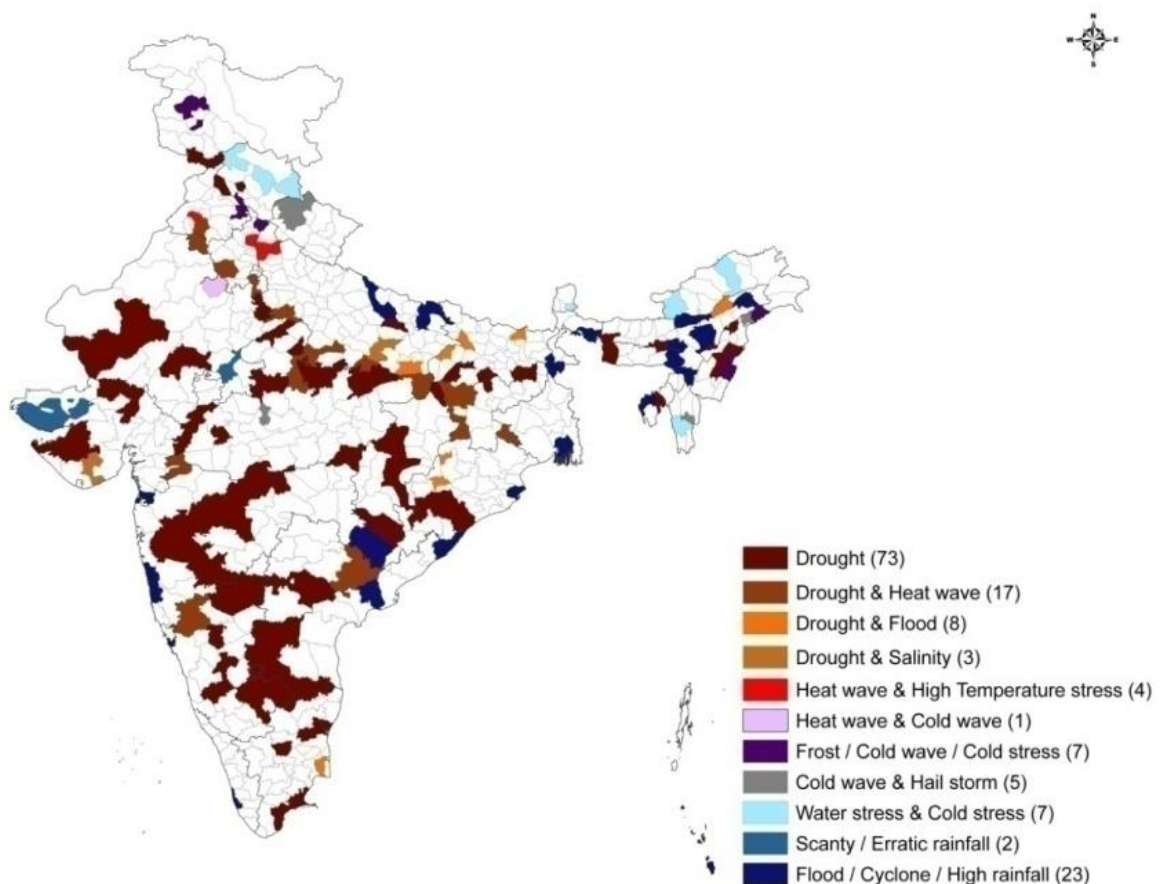 N
W E
S
Drought (73)
Drought & Heat wave (17)
Drought & Flood (8)
Drought & Salinity (3)
Heat wave & High Temperature stress (4)
Heat wave & Cold wave (1)
Frost / Cold wave / Cold stress (7)
Cold wave & Hail storm (5)
Water stress & Cold stress (7)
Scanty / Erratic rainfall (2)
Flood / Cyclone / High rainfall (23)